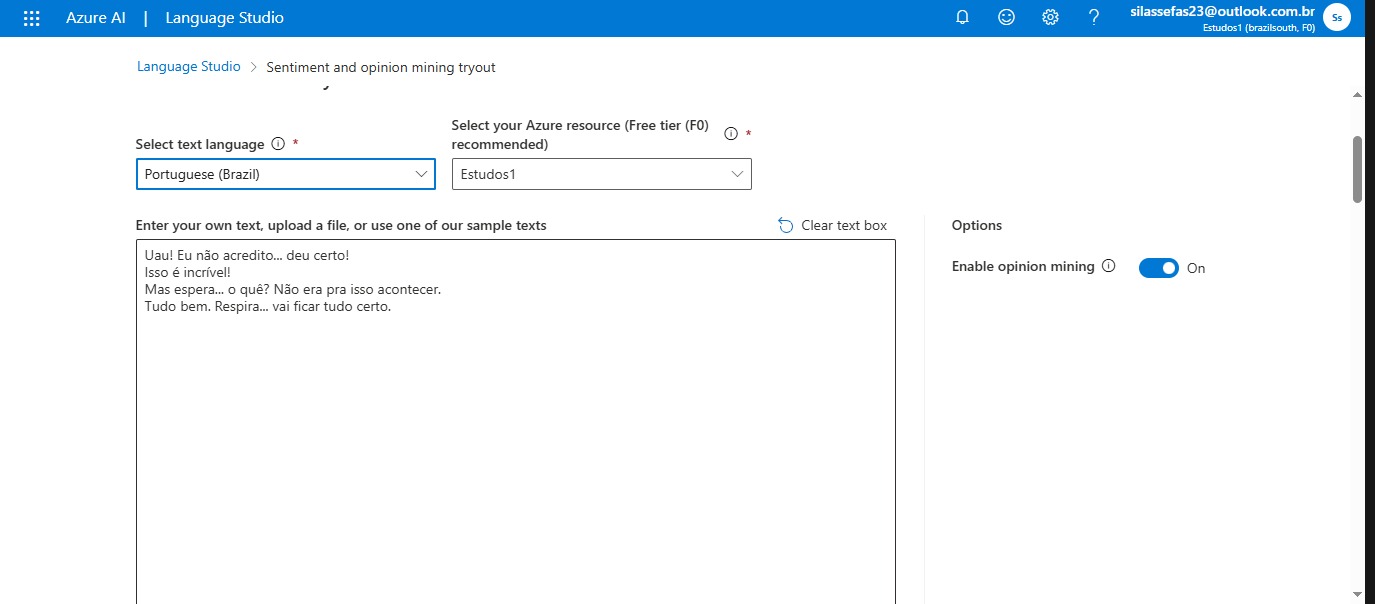 Azure AI | Language Studio
silassefas23@outlook.com.br
Estudos1 (brazilsouth, F0)
Ss
Language Studio > Sentiment and opinion mining tryout
Select text language *
Select your Azure resource (Free tier (F0)
recommended) *
Portuguese (Brazil)
Estudos1
Enter your own text, upload a file, or use one of our sample texts
Clear text box
Options
Enable opinion mining
On
Uau! Eu não acredito... deu certo!
Isso é incrível!
Mas espera... o quê? Não era pra isso acontecer.
Tudo bem. Respira... vai ficar tudo certo.